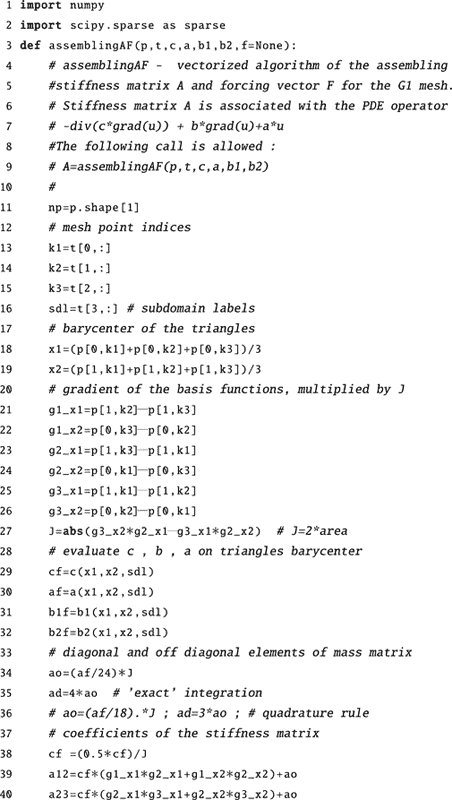 1 import numpy
2 import scipy.sparse as sparse
3 def assemblingAF(p,t,c,a,b1,b2,f=None):
4 # assemblingAF - vectorized algorithm of the assembling
5 #stiffness matrix A and forcing vector F for the G1 mesh.
6 # Stiffness matrix A is associated with the PDE operator
7 # -div(c*grad(u)) + b*grad(u)+a*u
8 #The following call is allowed :
9 # A=assemblingAF(p,t,c,a,b1,b2)
10 #
11 np=p.shape[1]
12 # mesh point indices
13 k1=t[0,:]
14 k2=t[1,:]
15 k3=t[2,:]
16 sdl=t[3,:] # subdomain labels
17 # barycenter of the triangles
18 x1=(p[0,k1]+p[0,k2]+p[0,k3])/3
19 x2=(p[1,k1]+p[1,k2]+p[1,k3])/3
20 # gradient of the basis functions, multiplied by J
21 g1_x1=p[1,k2]—p[1,k3]
22 g1_x2=p[0,k3]—p[0,k2]
23 g2_x1=p[1,k3]—p[1,k1]
24 g2_x2=p[0,k1]—p[0,k3]
25 g3_x1=p[1,k1]—p[1,k2]
26 g3_x2=p[0,k2]—p[0,k1]
27 J=abs(g3_x2*g2_x1—g3_x1*g2_x2) # J=2*area
28 # evaluate c , b , a on triangles barycenter
29 cf=c(x1,x2,sdl)
30 af=a(x1,x2,sdl)
31 b1f=b1(x1,x2,sdl)
32 b2f=b2(x1,x2,sdl)
33 # diagonal and off diagonal elements of mass matrix
34 ao=(af/24)*J
35 ad=4*ao # 'exact' integration
36 # ao=(af/18).*J ; ad=3*ao ; # quadrature rule
37 # coefficients of the stiffness matrix
38 cf =(0.5*cf)/J
39 a12=cf*(g1_x1*g2_x1+g1_x2*g2_x2)+ao
40 a23=cf*(g2_x1*g3_x1+g2_x2*g3_x2)+ao